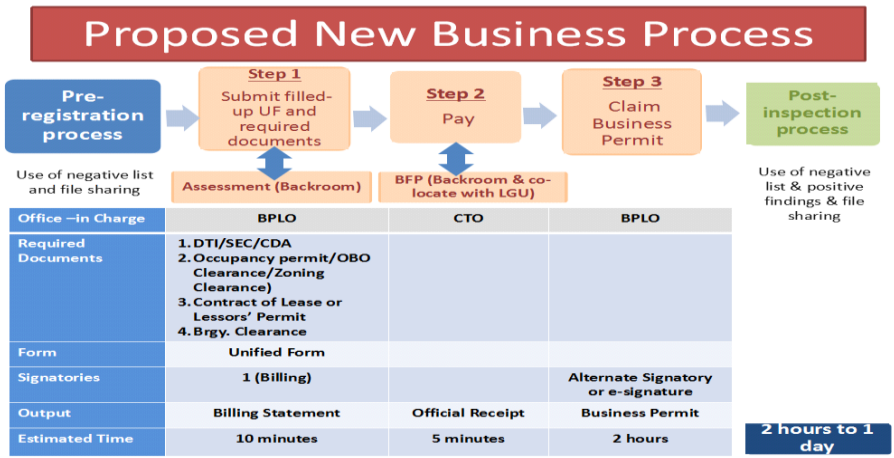 Proposed New Business Process
Pre-
registration
process
Step 1
Submit filled-
up UF and
required
documents
Step 2
Pay
Step 3
Claim
Business
Permit
Post-
inspection
process
Use of negative list
and file sharing
Assessment (Backroom)
BFP (Backroom & co-
locate with LGU)
Use of negative
list & positive
findings & file
sharing
Office –in Charge BPLO CTO BPLO
Required
Documents
1. DTI/SEC/CDA
2. Occupancy permit/OBO
Clearance/Zoning
Clearance)
3. Contract of Lease or
Lessors’ Permit
4. Brgy. Clearance
Form Unified Form
Signatories 1 (Billing) Alternate Signatory
or e-signature
Output Billing Statement Official Receipt Business Permit
Estimated Time 10 minutes 5 minutes 2 hours
2 hours to 1
day